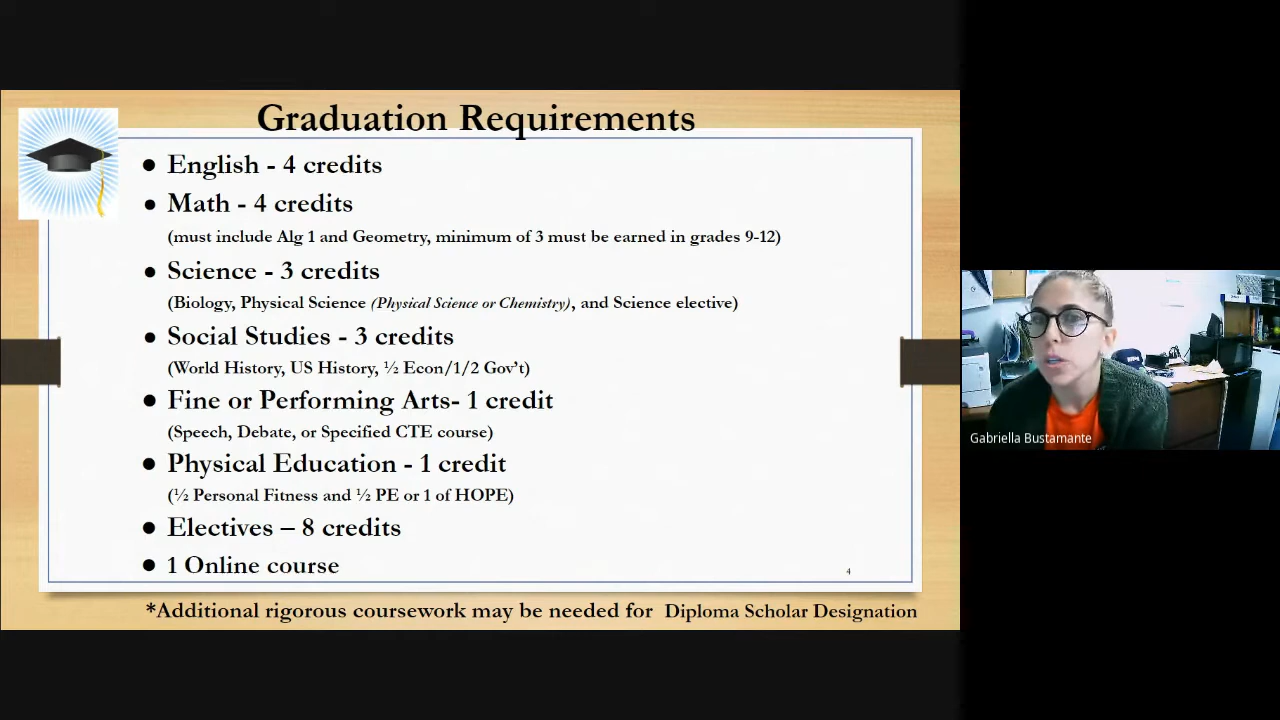 Graduation Requirements
● English - 4 credits
● Math - 4 credits
(must include Alg 1 and Geometry, minimum of 3 must be earned in grades 9-12)
● Science - 3 credits
(Biology, Physical Science (Physical Science or Chemistry), and Science elective)
● Social Studies - 3 credits
(World History, US History, ½ Econ/1/2 Gov’t)
● Fine or Performing Arts- 1 credit
(Speech, Debate, or Specified CTE course)
● Physical Education - 1 credit
(½ Personal Fitness and ½ PE or 1 of HOPE)
● Electives – 8 credits
● 1 Online course
4
*Additional rigorous coursework may be needed for Diploma Scholar Designation
Gabriella Bustamante